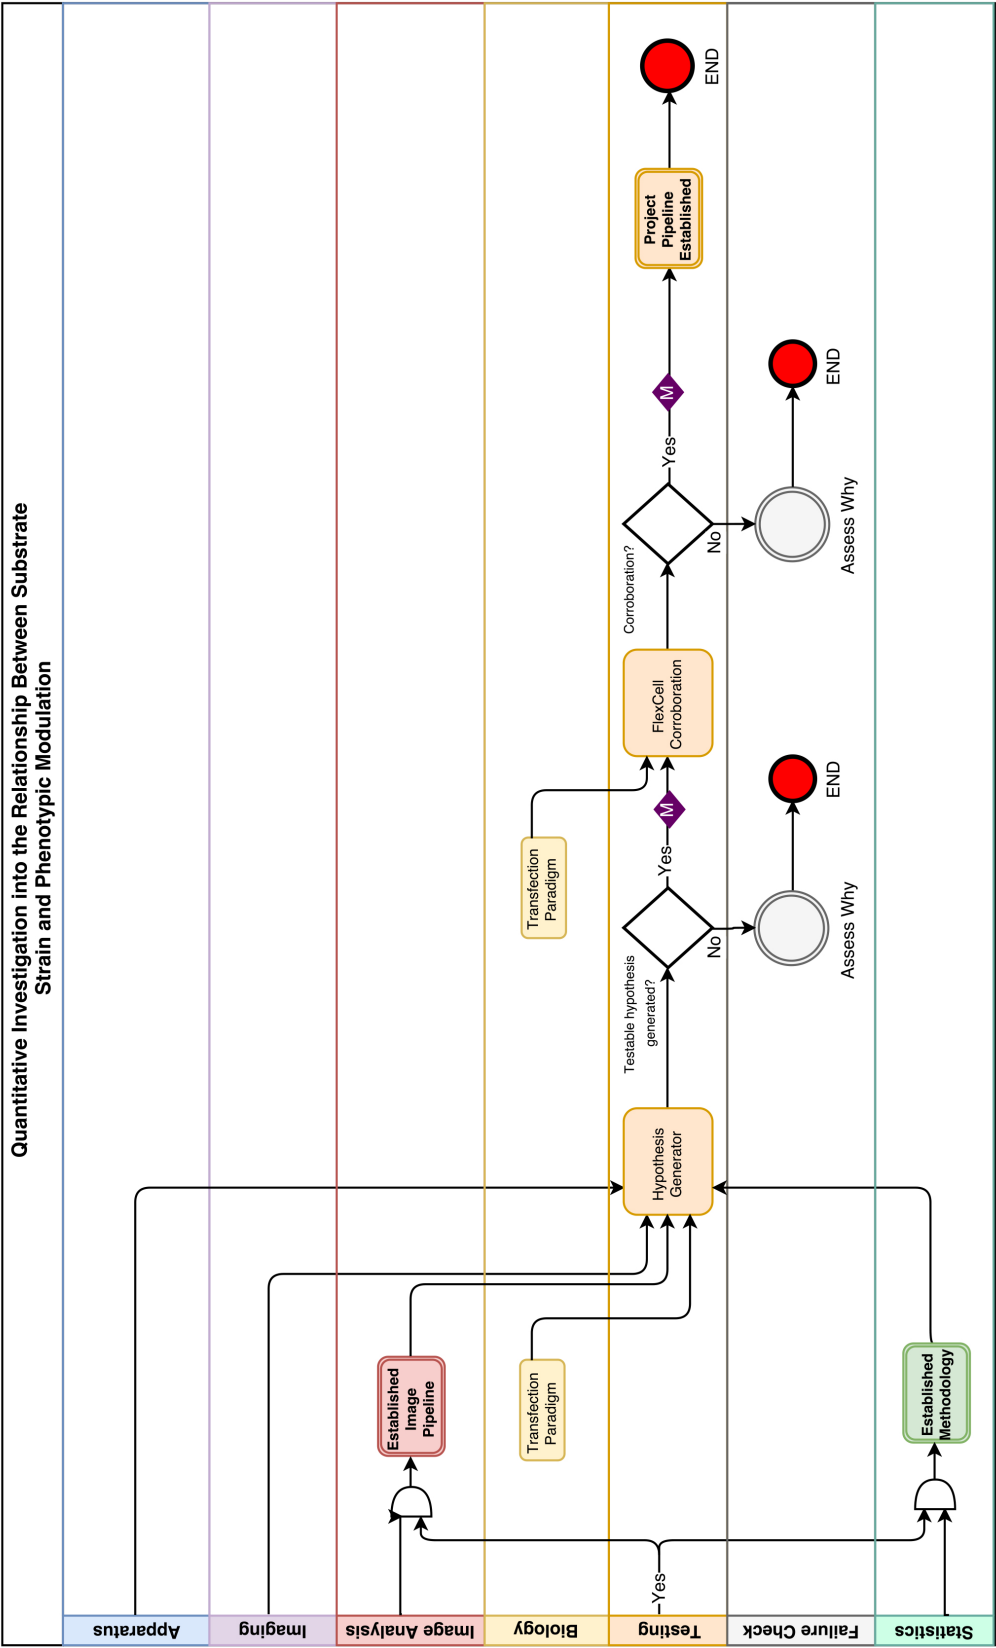 Quantitative Investigation into the Relationship Between Substrate
Strain and Phenotypic Modulation
Apparatus
Imaging
Image Analysis
Biology
Testing
Failure Check
Statistics
Yes
Established
Image
Pipeline
Transfection
Paradigm
Established
Methodology
Hypothesis
Generator
Testable hypothesis
generated?
Yes
No
M
Assess Why
END
Transfection
Paradigm
FlexCell
Corroboration
Corroboration?
Yes
No
M
Assess Why
END
Project
Pipeline
Established
END